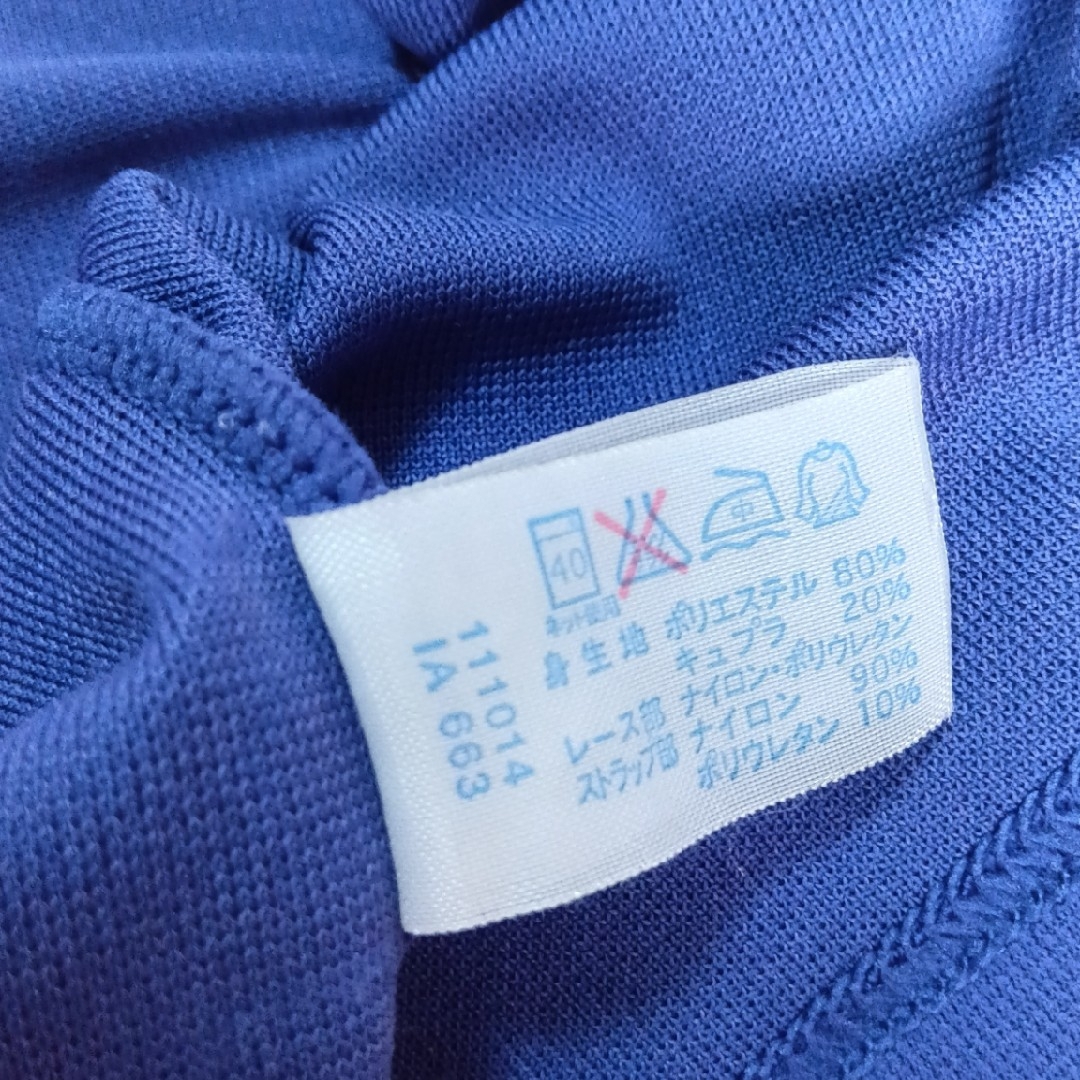 40
ネット使用
中
身生地 ポリエステル 80%
キュプラ 20%
レース部 ナイロン・ポリウレタン
ストラップ部 ナイロン 90%
ポリウレタン 10%
111014
IA 663